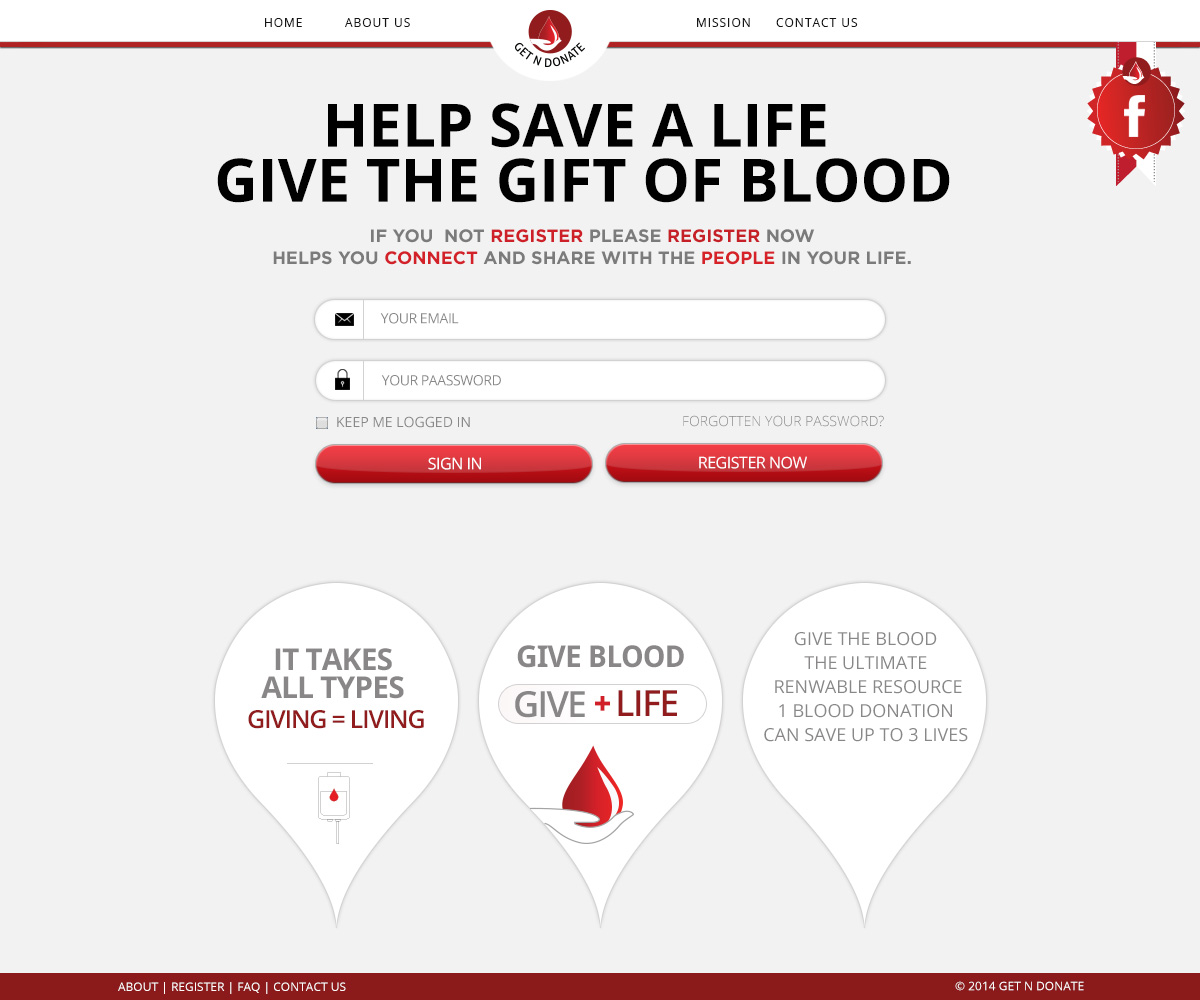 HOME ABOUT US MISSION CONTACT US
GET N DONATE
f
HELP SAVE A LIFE
GIVE THE GIFT OF BLOOD
IF YOU NOT REGISTER PLEASE REGISTER NOW
HELPS YOU CONNECT AND SHARE WITH THE PEOPLE IN YOUR LIFE.
YOUR EMAIL
YOUR PAASSWORD
KEEP ME LOGGED IN FORGOTTEN YOUR PASSWORD?
SIGN IN REGISTER NOW
IT TAKES
ALL TYPES
GIVING = LIVING
GIVE BLOOD
GIVE + LIFE
GIVE THE BLOOD
THE ULTIMATE
RENWABLE RESOURCE
1 BLOOD DONATION
CAN SAVE UP TO 3 LIVES
ABOUT | REGISTER | FAQ | CONTACT US © 2014 GET N DONATE